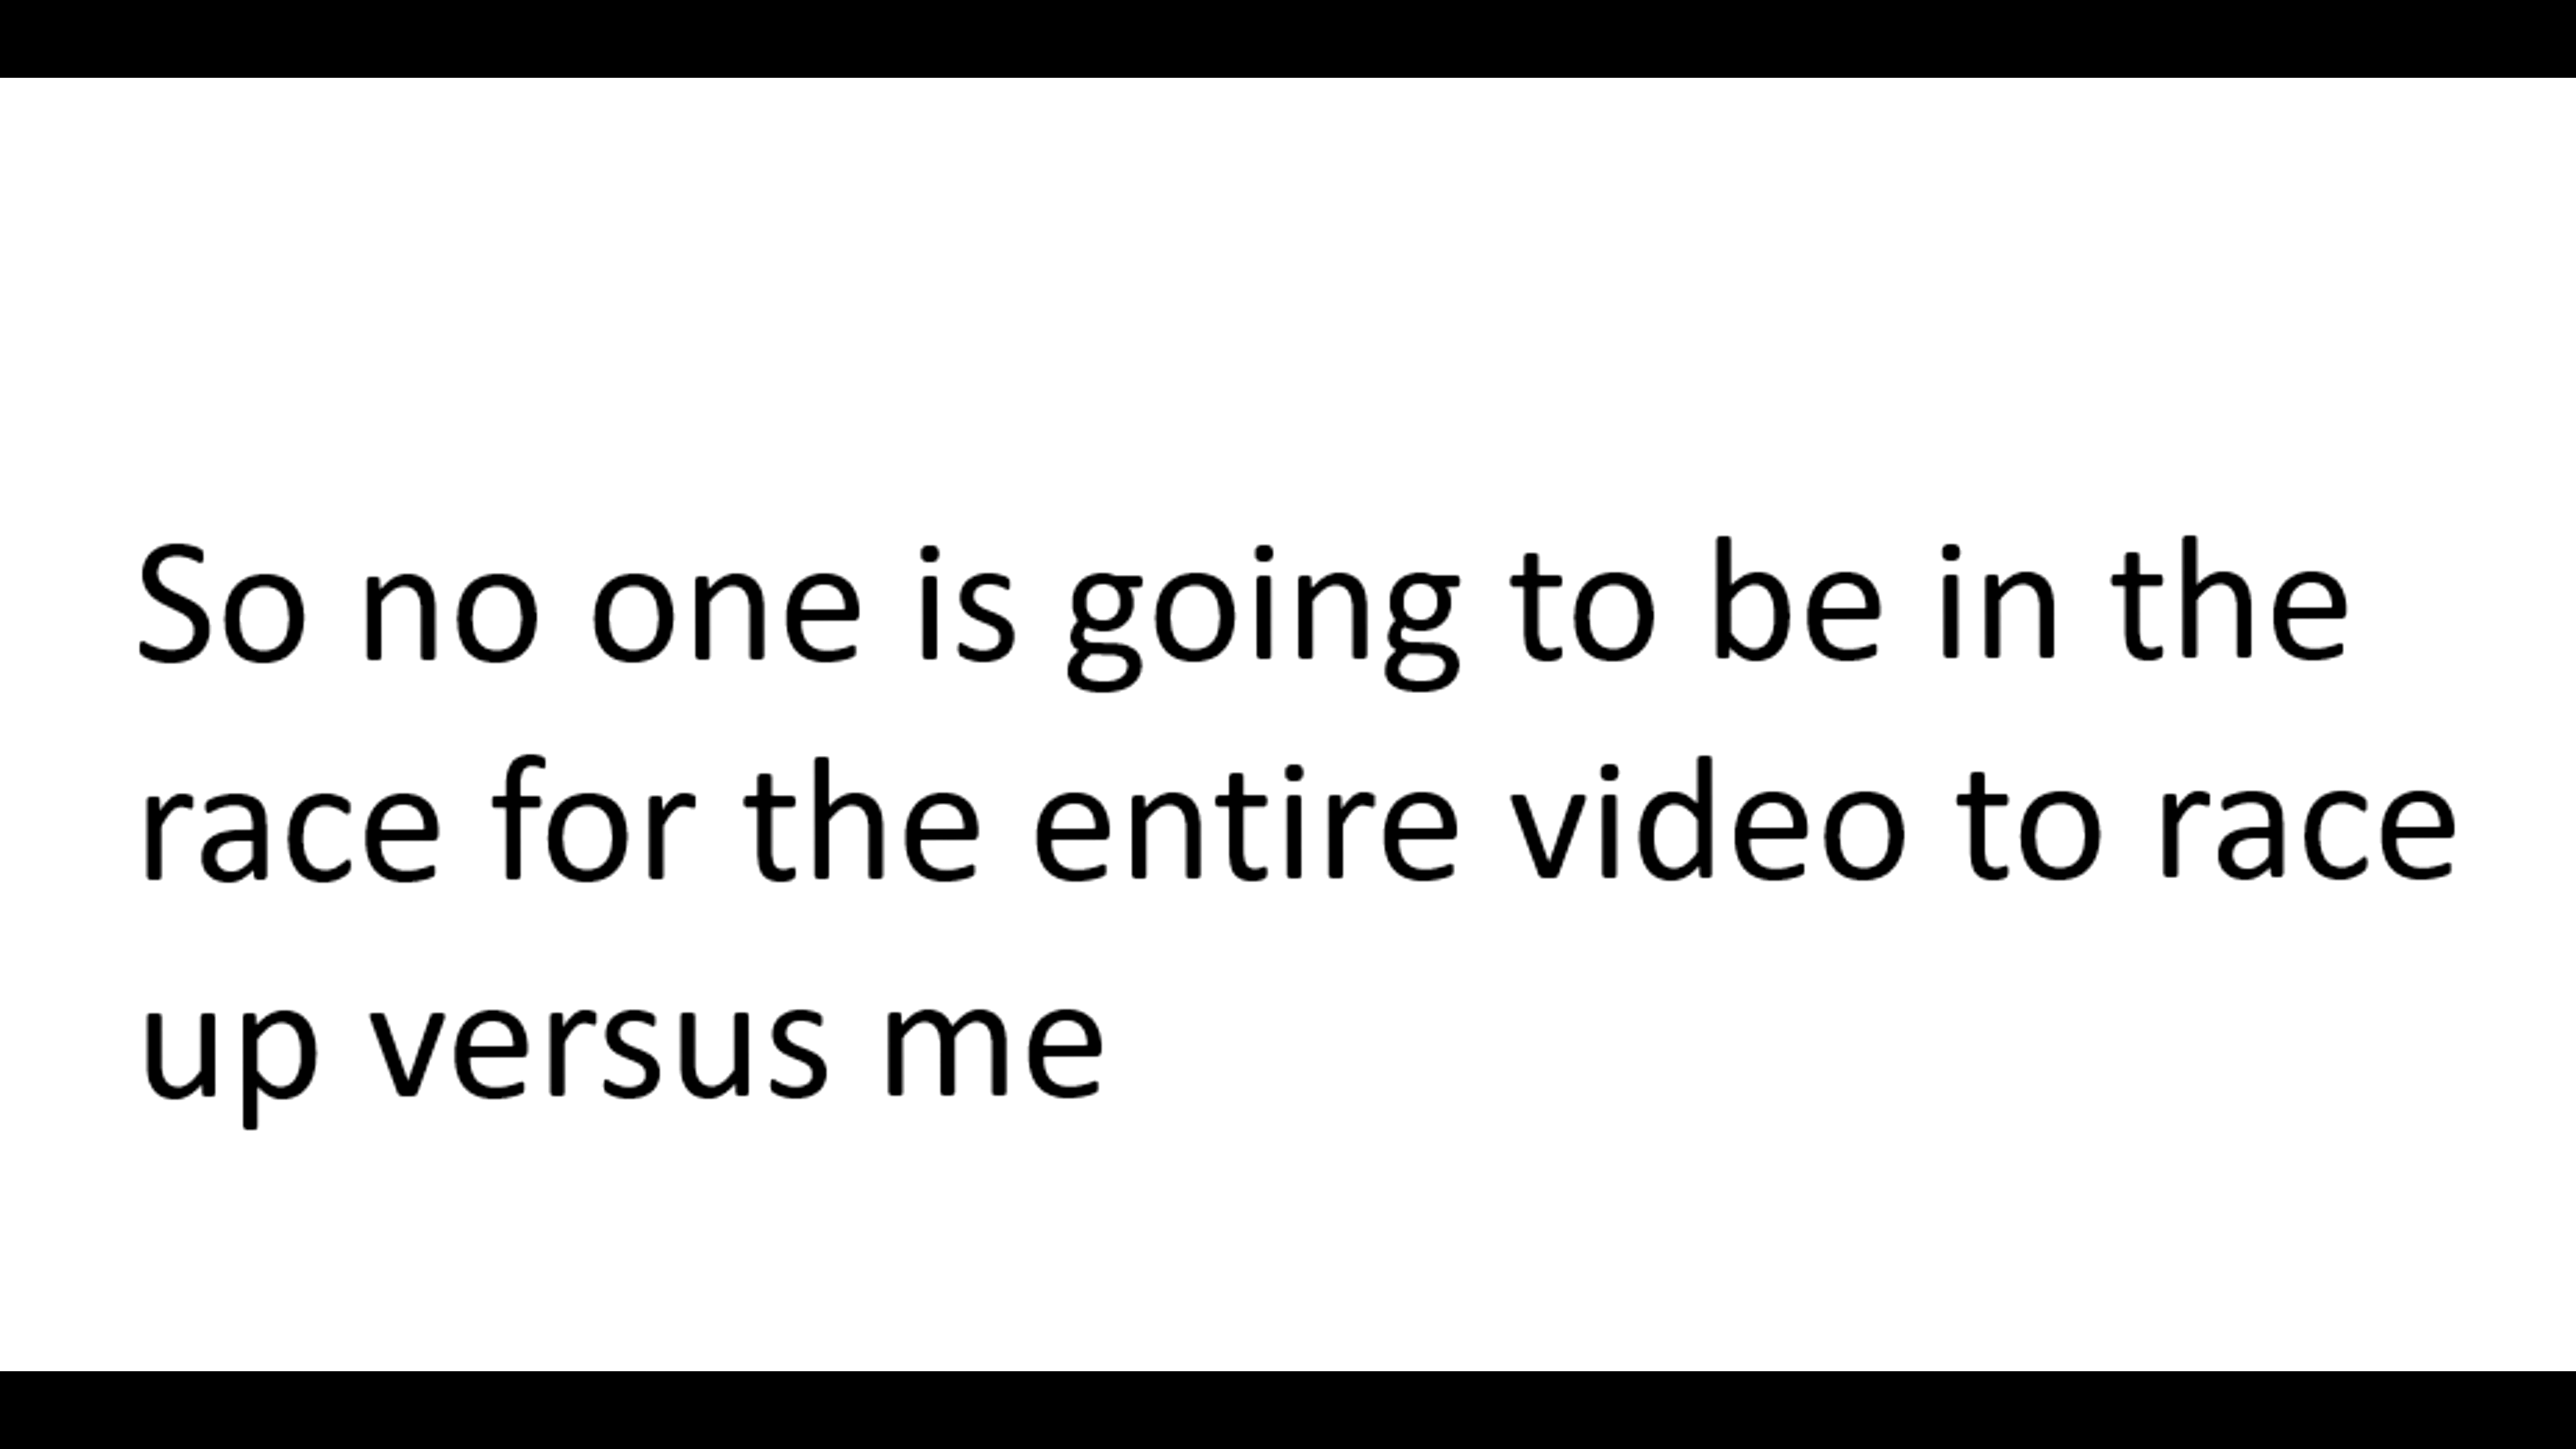 So no one is going to be in the
race for the entire video to race
up versus me